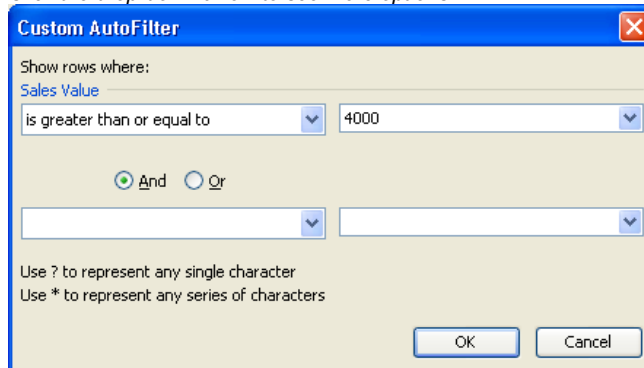 Custom AutoFilter
Show rows where:
Sales Value
is greater than or equal to 4000
And Or
Use ? to represent any single character
Use * to represent any series of characters
OK Cancel